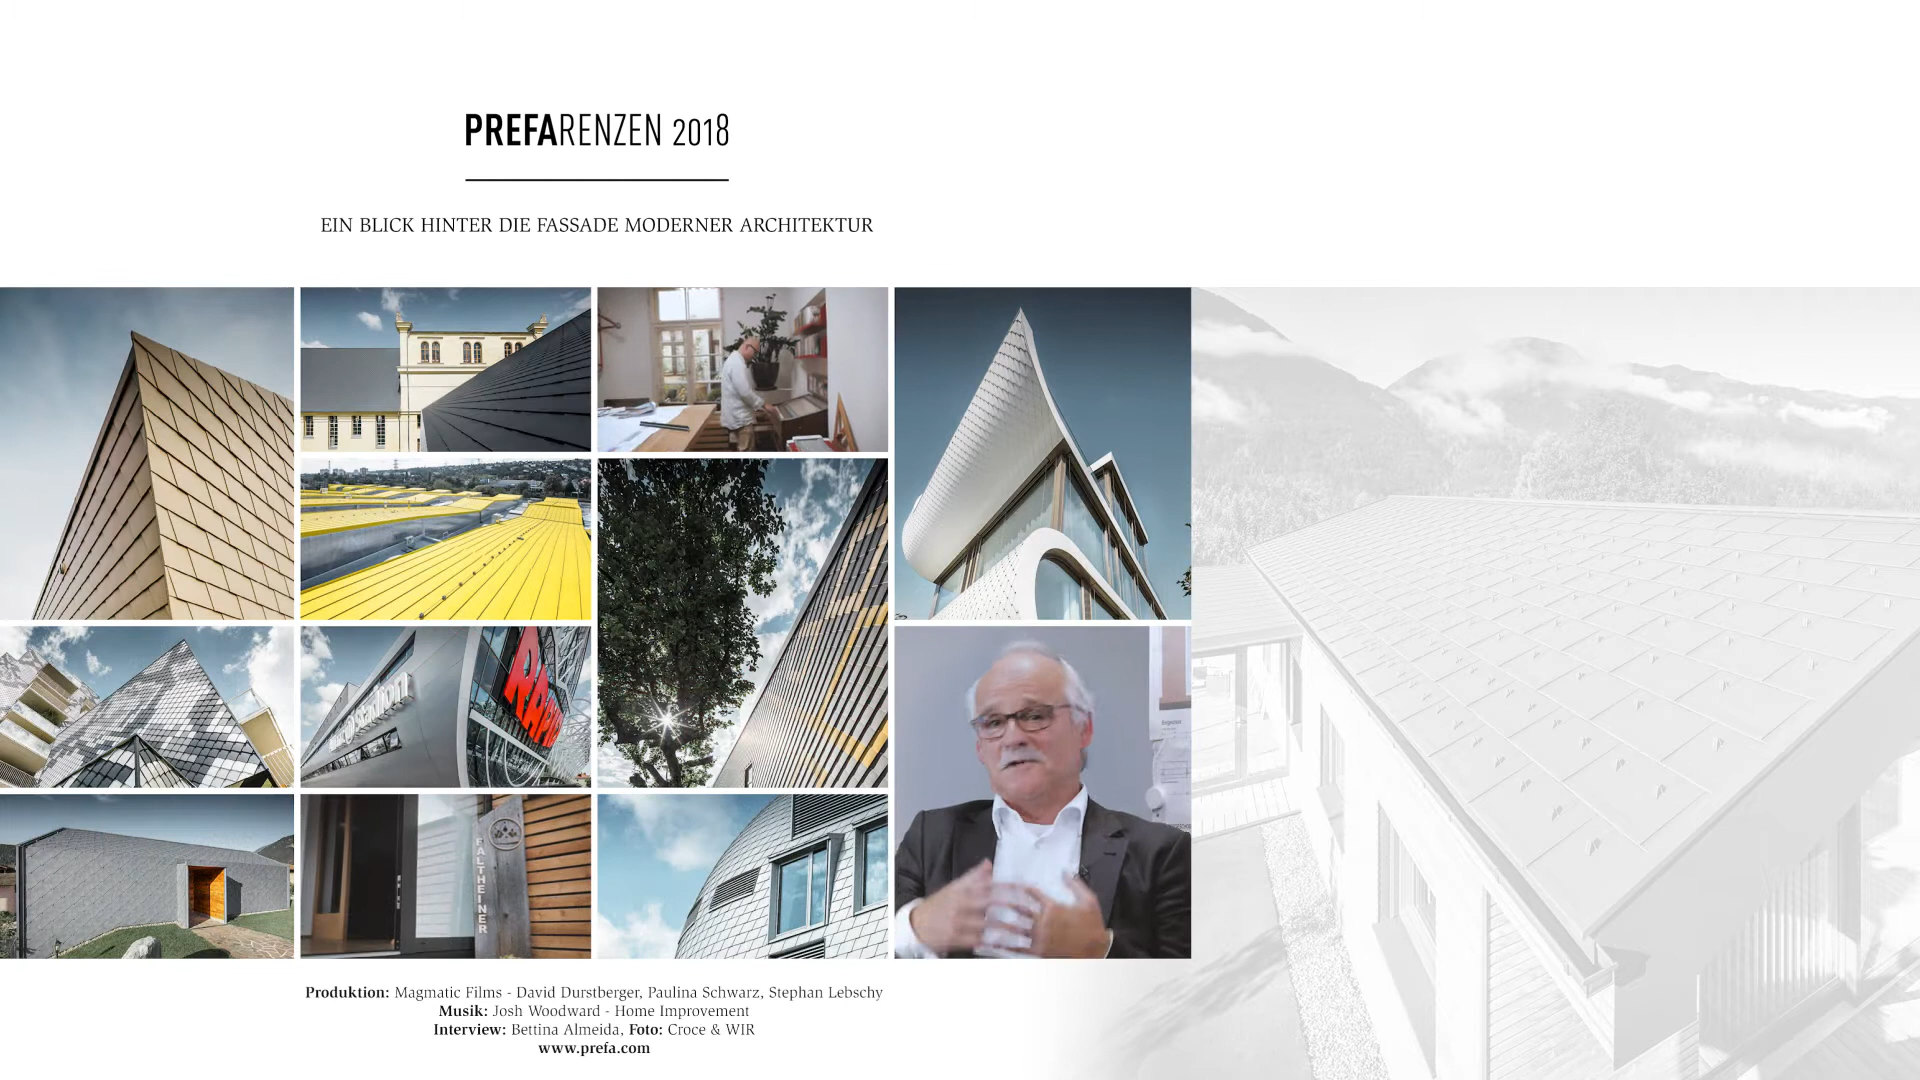 PREFARENZEN 2018
EIN BLICK HINTER DIE FASSADE MODERNER ARCHITEKTUR
FALTHEINER
Produktion: Magmatic Films - David Durstberger, Paulina Schwarz, Stephan Lebschy
Musik: Josh Woodward - Home Improvement
Interview: Bettina Almeida, Foto: Croce & WIR
www.prefa.com